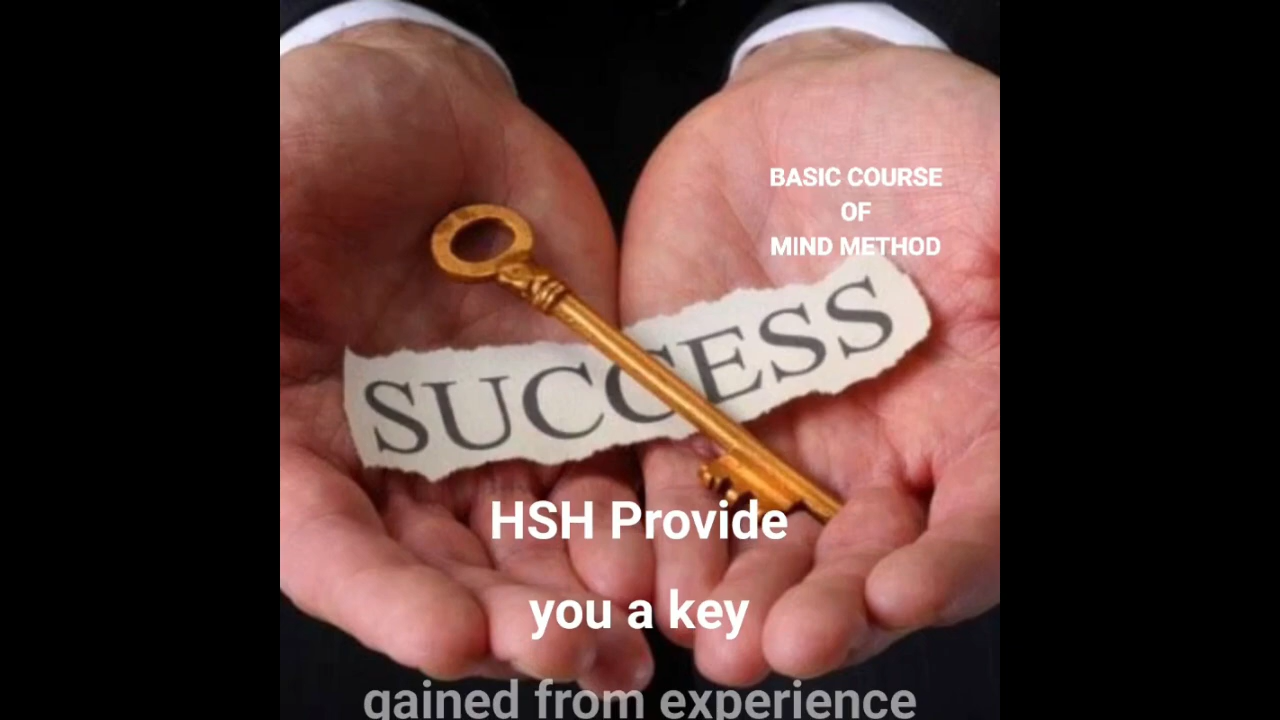 BASIC COURSE
OF
MIND METHOD
SUCCESS
HSH Provide
you a key
gained from experience